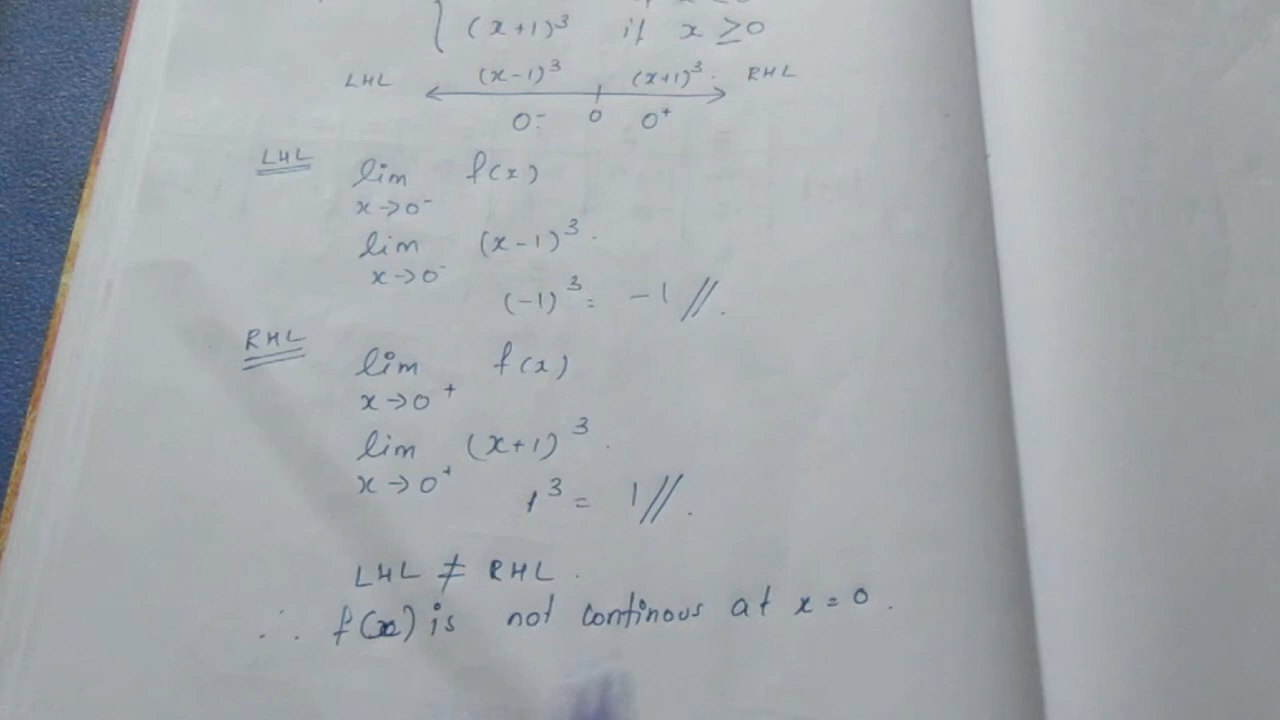 (x+1)³ if x ≥0
LHL (x-1)³ (x+1)³. RHL
0⁻ 0 0⁺
LHL lim f(x)
x→0⁻
lim (x-1)³.
x→0⁻
(-1)³ = -1//.
RHL lim f(x)
x→0⁺
lim (x+1)³.
x→0⁺
1³ = 1//.
LHL ≠ RHL.
∴ f(x) is not continous at x=0.